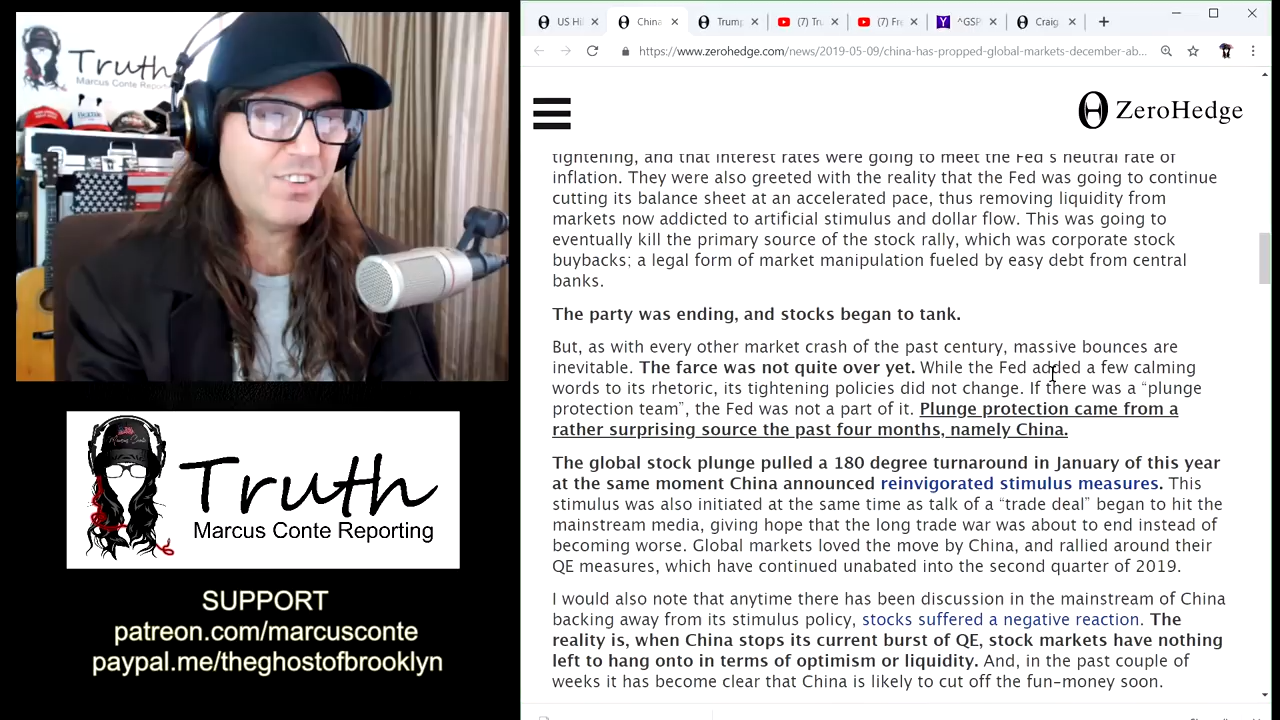 Truth
Marcus Conte Reporting
Truth
Marcus Conte Reporting
SUPPORT
patreon.com/marcusconte
paypal.me/theghostofbrooklyn
US Hi
China
Trump
(7) Tru
(7) Fre
^GSP
Craig
https://www.zerohedge.com/news/2019-05-09/china-has-propped-global-markets-december-ab...
ZeroHedge
tightening, and that interest rates were going to meet the Fed's neutral rate of
inflation. They were also greeted with the reality that the Fed was going to continue
cutting its balance sheet at an accelerated pace, thus removing liquidity from
markets now addicted to artificial stimulus and dollar flow. This was going to
eventually kill the primary source of the stock rally, which was corporate stock
buybacks; a legal form of market manipulation fueled by easy debt from central
banks.
The party was ending, and stocks began to tank.
But, as with every other market crash of the past century, massive bounces are
inevitable. The farce was not quite over yet. While the Fed added a few calming
words to its rhetoric, its tightening policies did not change. If there was a “plunge
protection team”, the Fed was not a part of it. Plunge protection came from a
rather surprising source the past four months, namely China.
The global stock plunge pulled a 180 degree turnaround in January of this year
at the same moment China announced reinvigorated stimulus measures. This
stimulus was also initiated at the same time as talk of a “trade deal” began to hit the
mainstream media, giving hope that the long trade war was about to end instead of
becoming worse. Global markets loved the move by China, and rallied around their
QE measures, which have continued unabated into the second quarter of 2019.
I would also note that anytime there has been discussion in the mainstream of China
backing away from its stimulus policy, stocks suffered a negative reaction. The
reality is, when China stops its current burst of QE, stock markets have nothing
left to hang onto in terms of optimism or liquidity. And, in the past couple of
weeks it has become clear that China is likely to cut off the fun-money soon.